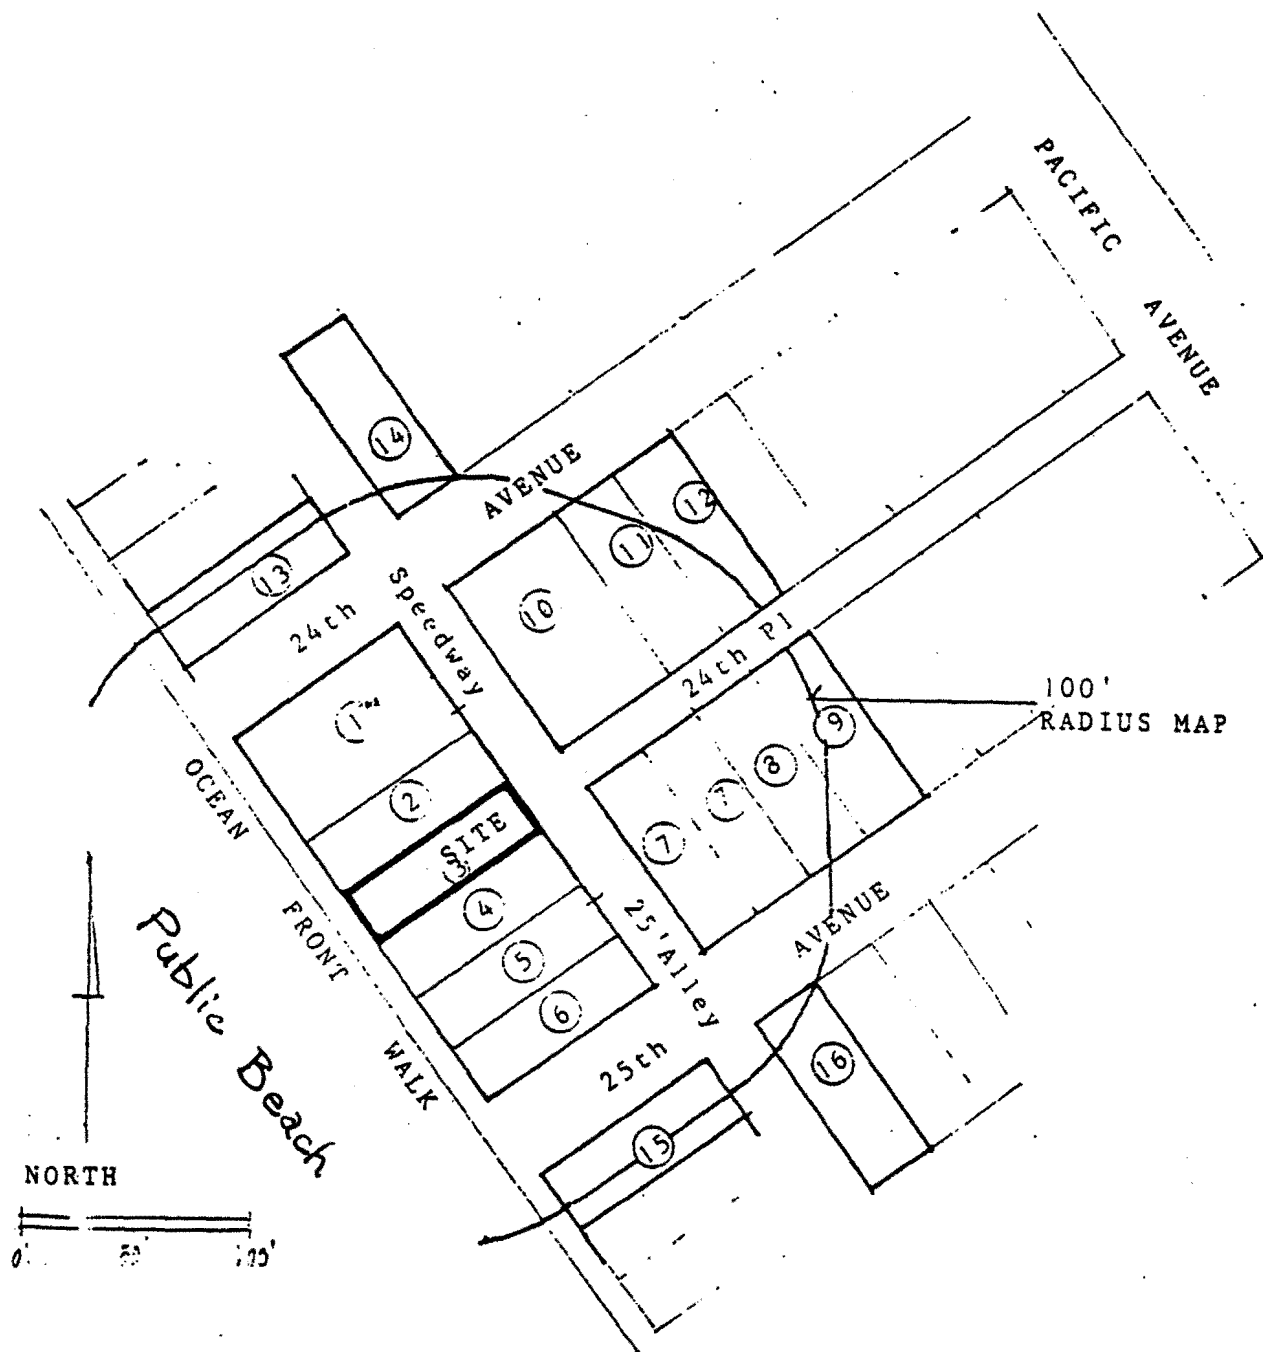 PACIFIC
AVENUE
14
AVENUE
12
11
13
10
Speedway
24th
24th Pl
100'
RADIUS MAP
1
9
OCEAN
2
8
7
SITE
3
7
4
FRONT
25'Alley
AVENUE
5
6
Public Beach
WALK
25th
16
15
NORTH
0'
100'